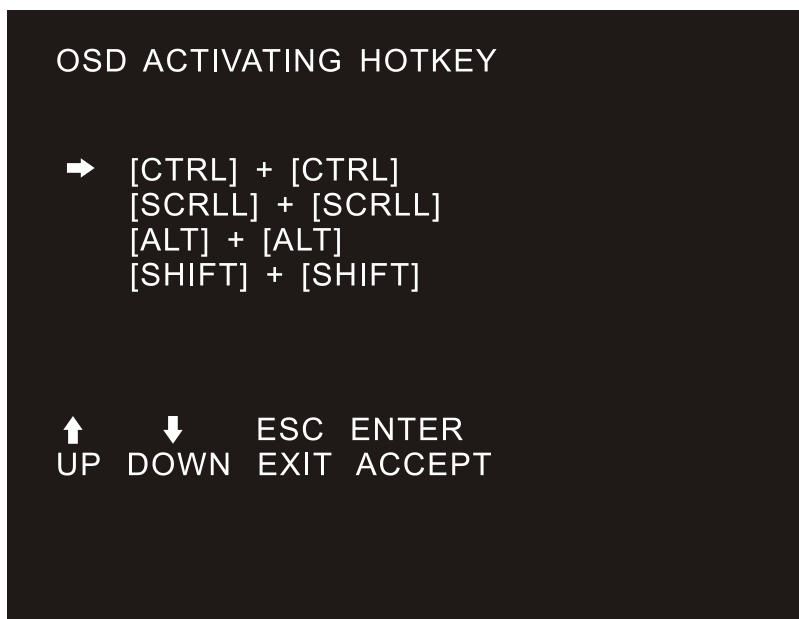 OSD ACTIVATING HOTKEY
[CTRL] + [CTRL]
[SCRLL] + [SCRLL]
[ALT] + [ALT]
[SHIFT] + [SHIFT]
ESC ENTER
UP DOWN EXIT ACCEPT